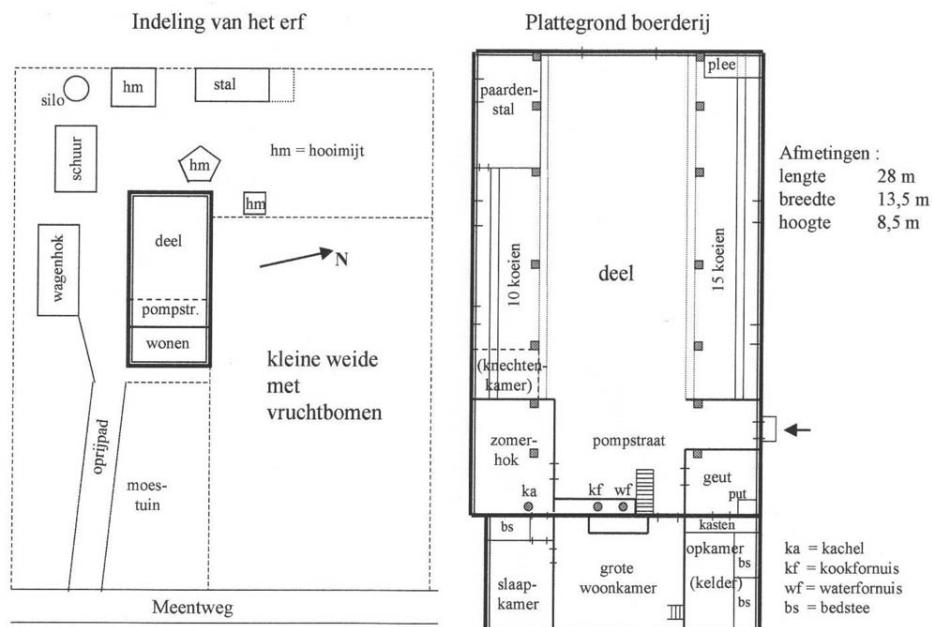 Indeling van het erf
silo
hm
stal
schuur
hm
hm = hooimijt
hm
wagenhok
deel
N
pompstr.
wonen
kleine weide
met
vruchtbomen
oprijpad
moes-
tuin
Meentweg
Plattegrond boerderij
plee
paarden-
stal
Afmetingen :
lengte 28 m
breedte 13,5 m
hoogte 8,5 m
10 koeien
deel
15 koeien
(knechten-
kamer)
zomer-
hok
pompstraat
geut
ka
kf
wf
put
bs
kasten
opkamer
(kelder)
bs
bs
slaap-
kamer
grote
woonkamer
ka = kachel
kf = kookfornuis
wf = waterfornuis
bs = bedstee